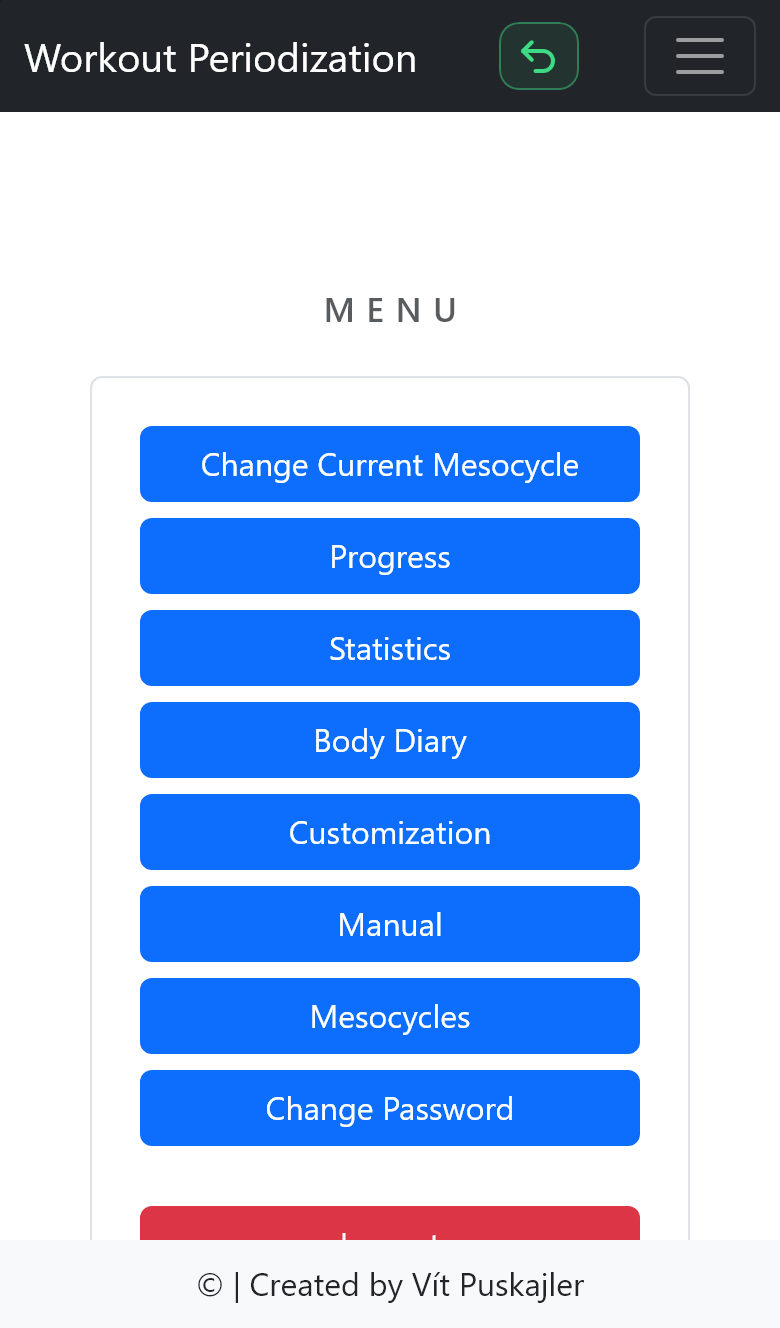 Workout Periodization
MENU
Change Current Mesocycle
Progress
Statistics
Body Diary
Customization
Manual
Mesocycles
Change Password
© | Created by Vít Puskajler